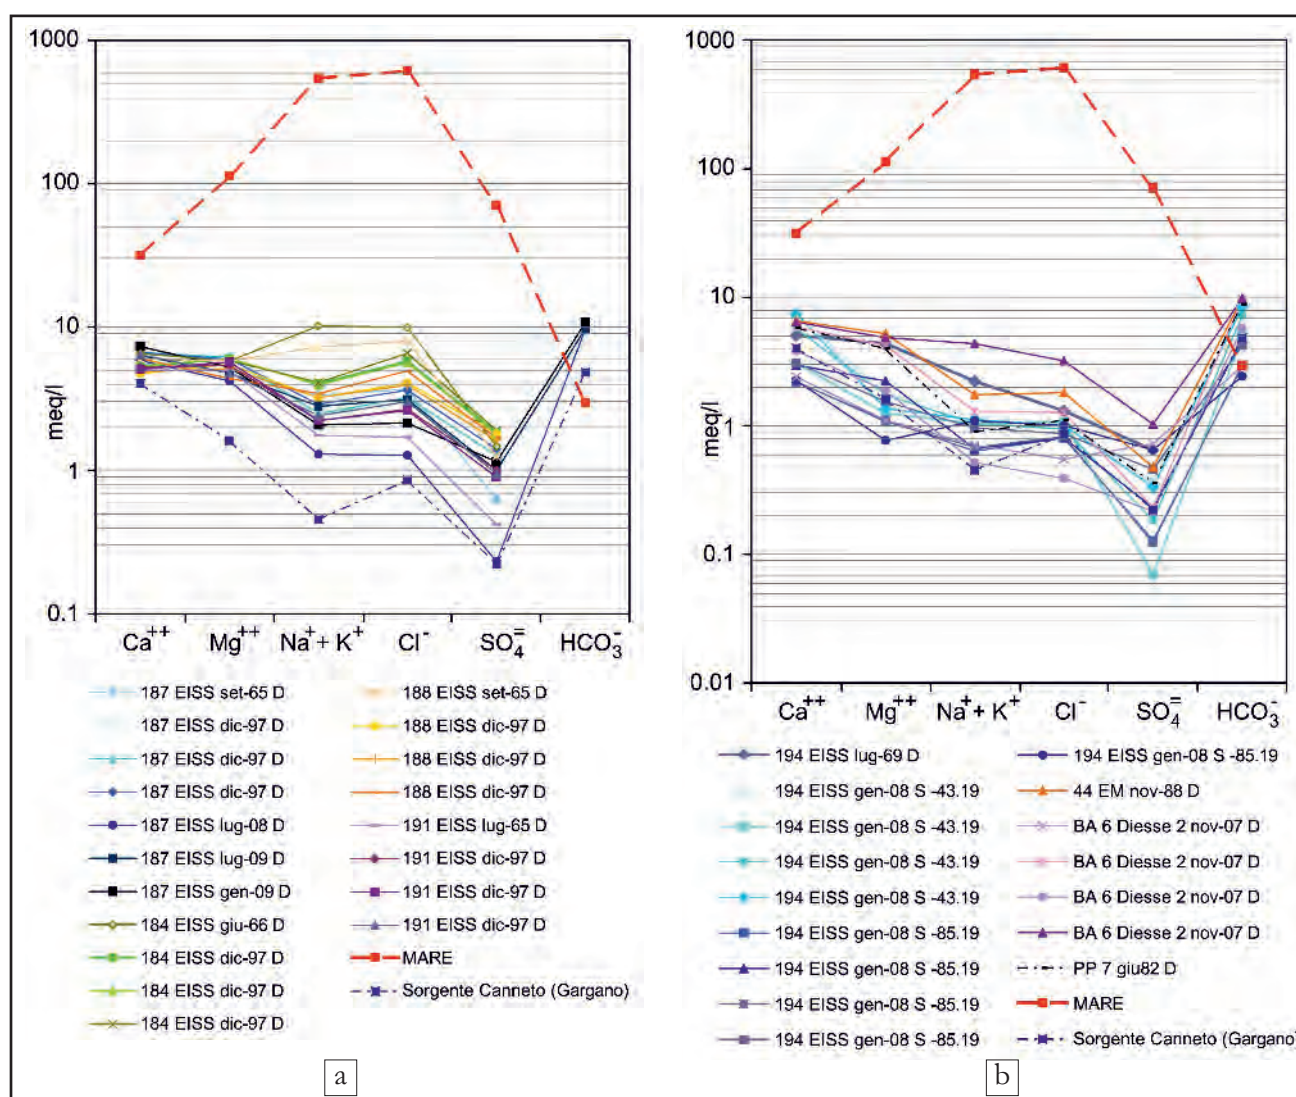 1000
100
10
1
0.1
meq/l
Ca++ Mg++ Na+ + K+ Cl- SO4= HCO3-
187 EISS set-65 D
187 EISS dic-97 D
187 EISS dic-97 D
187 EISS dic-97 D
187 EISS lug-08 D
187 EISS lug-09 D
187 EISS gen-09 D
184 EISS giu-66 D
184 EISS dic-97 D
184 EISS dic-97 D
184 EISS dic-97 D
188 EISS set-65 D
188 EISS dic-97 D
188 EISS dic-97 D
188 EISS dic-97 D
191 EISS lug-65 D
191 EISS dic-97 D
191 EISS dic-97 D
191 EISS dic-97 D
MARE
Sorgente Canneto (Gargano)
a
1000
100
10
1
0.1
0.01
meq/l
Ca++ Mg++ Na+ + K+ Cl- SO4= HCO3-
194 EISS lug-69 D
194 EISS gen-08 S -43.19
194 EISS gen-08 S -43.19
194 EISS gen-08 S -43.19
194 EISS gen-08 S -43.19
194 EISS gen-08 S -85.19
194 EISS gen-08 S -85.19
194 EISS gen-08 S -85.19
194 EISS gen-08 S -85.19
194 EISS gen-08 S -85.19
44 EM nov-88 D
BA 6 Diesse 2 nov-07 D
BA 6 Diesse 2 nov-07 D
BA 6 Diesse 2 nov-07 D
BA 6 Diesse 2 nov-07 D
PP 7 giu82 D
MARE
Sorgente Canneto (Gargano)
b